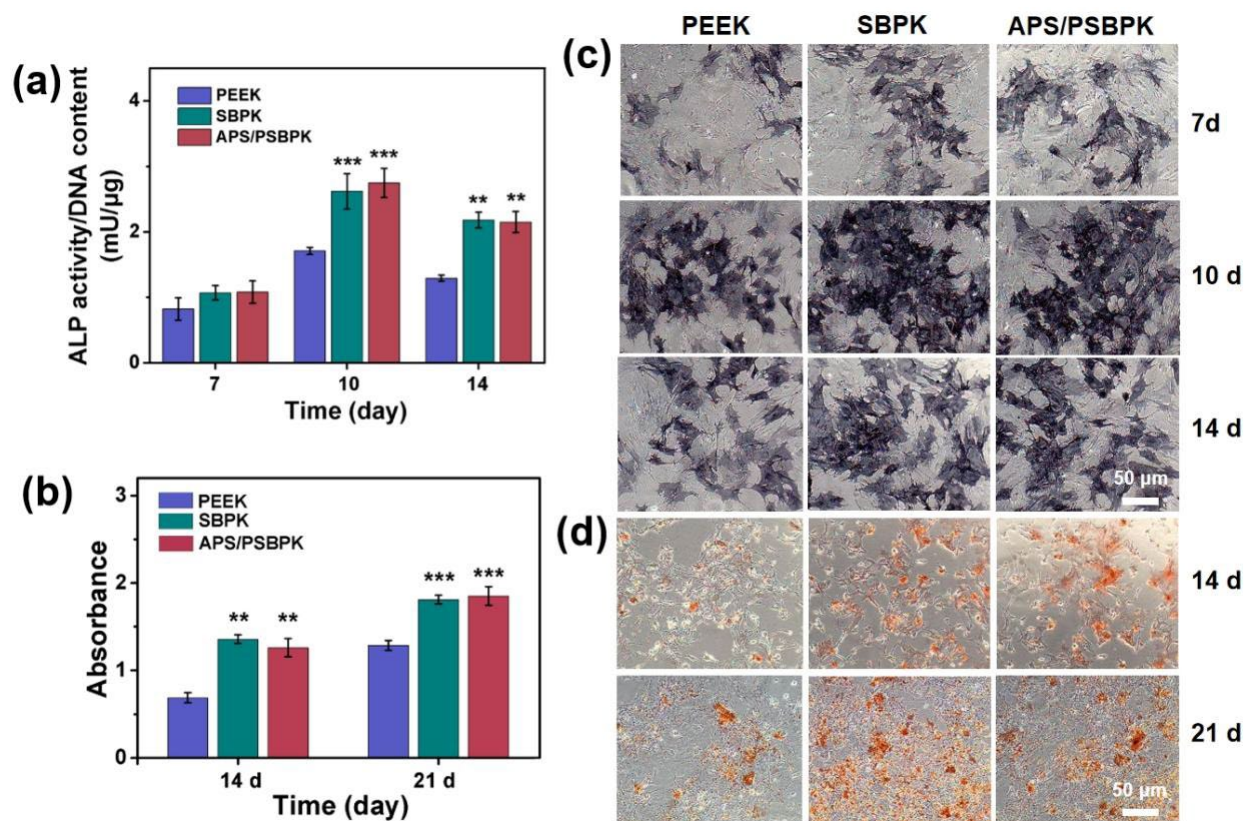 (a)
ALP activity/DNA content
(mU/μg)
4
2
0
PEEK
SBPK
APS/PSBPK
***
***
**
**
7
10
14
Time (day)
(b)
Absorbance
3
2
1
0
PEEK
SBPK
APS/PSBPK
**
**
***
***
14 d
21 d
Time (day)
(c)
PEEK
SBPK
APS/PSBPK
7d
10 d
14 d
50 μm
(d)
14 d
21 d
50 μm